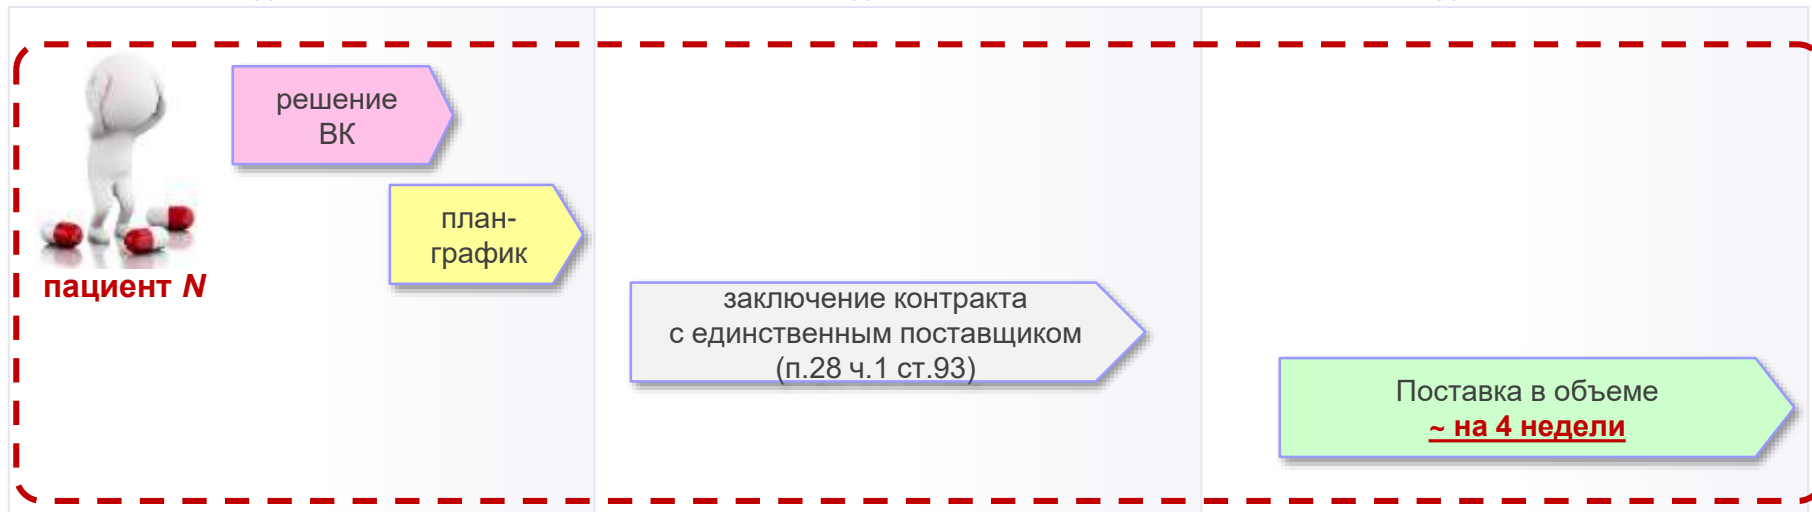 решение
ВК
план-
график
пациент N
заключение контракта
с единственным поставщиком
(п.28 ч.1 ст.93)
Поставка в объеме
~ на 4 недели